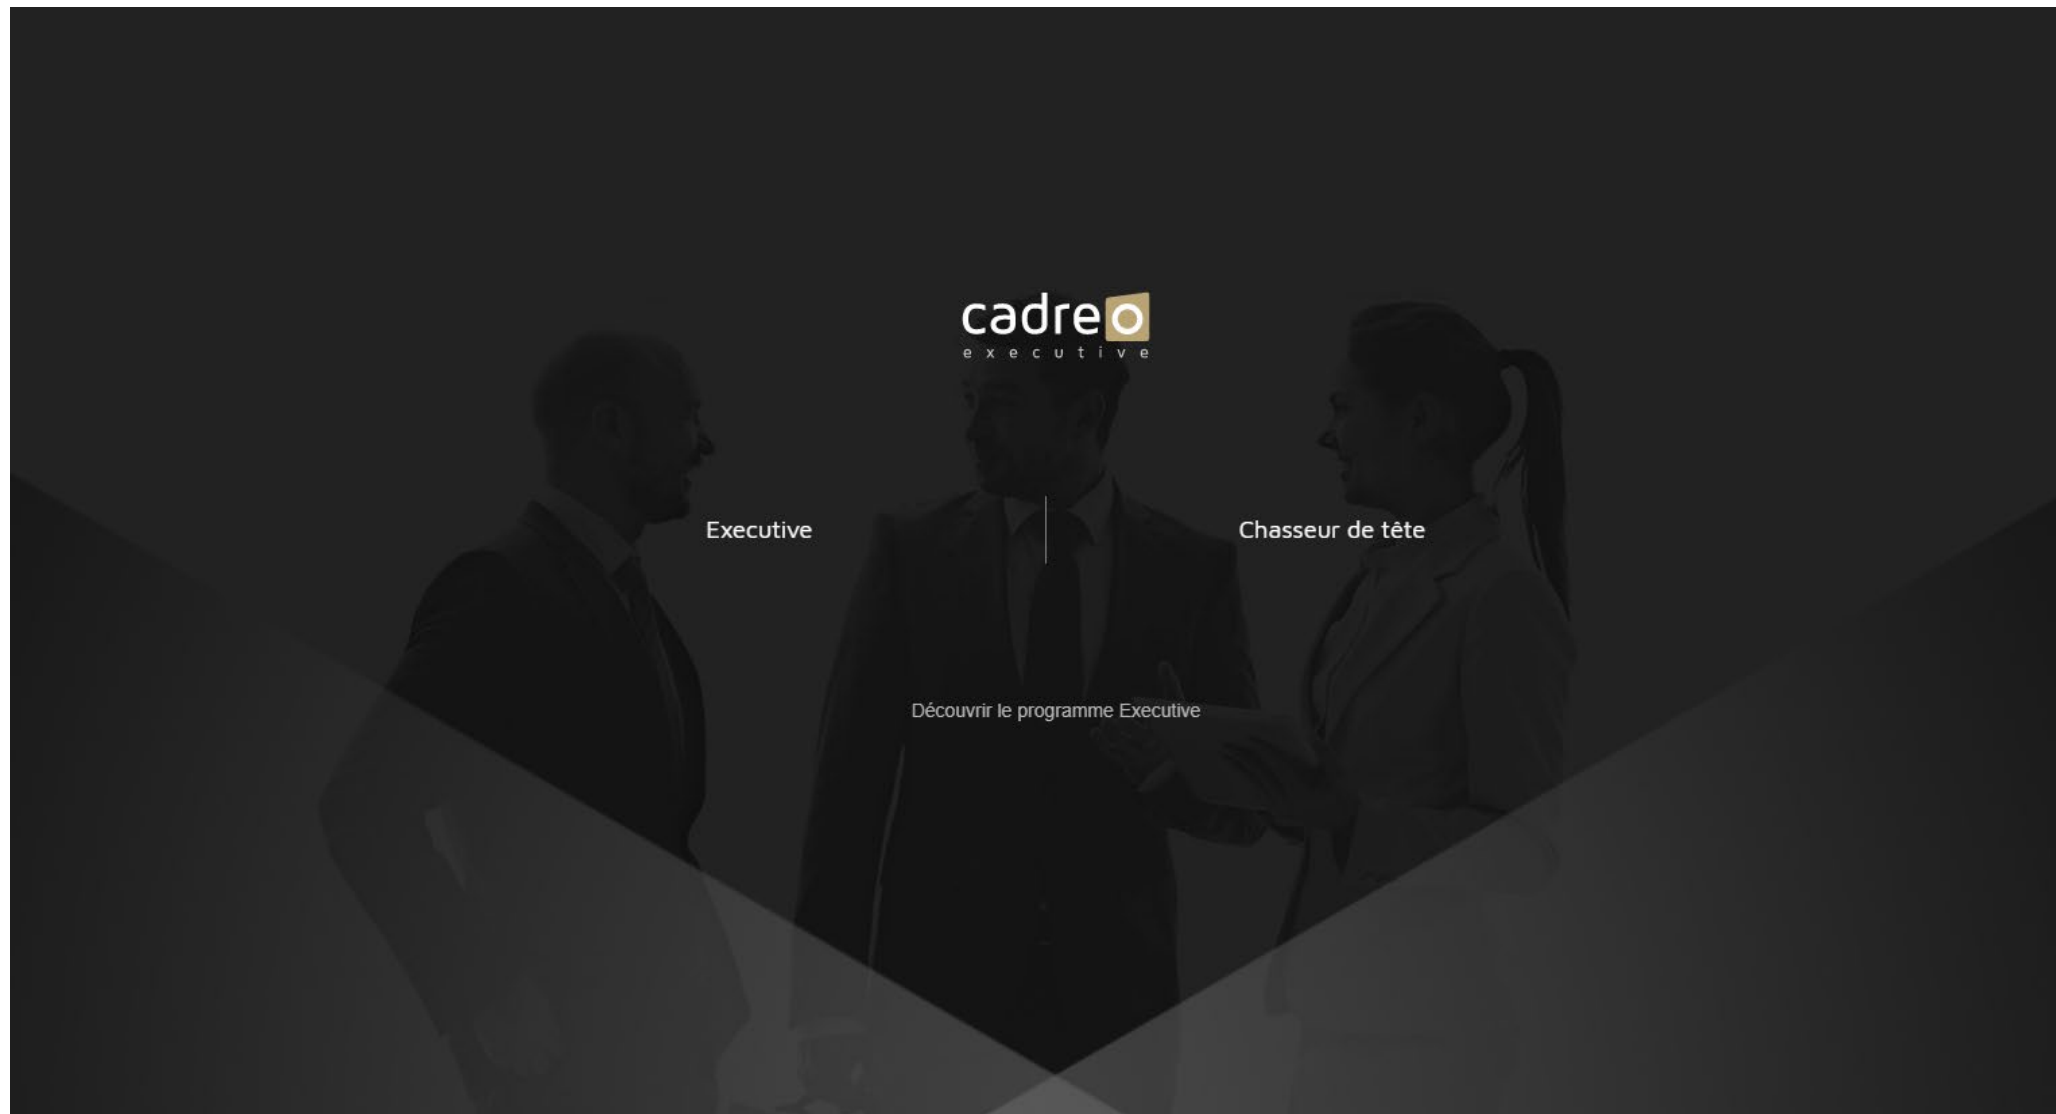 cadreo
executive
Executive
Chasseur de tête
Découvrir le programme Executive